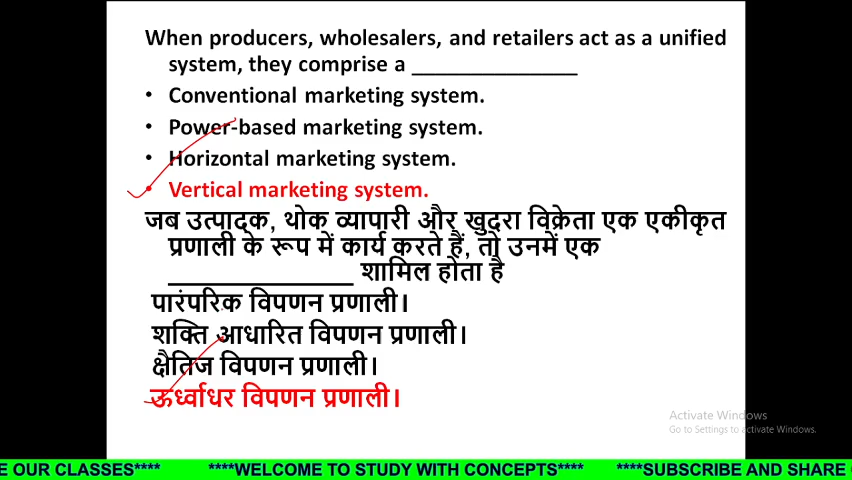 When producers, wholesalers, and retailers act as a unified
system, they comprise a _______________
• Conventional marketing system.
• Power-based marketing system.
• Horizontal marketing system.
• Vertical marketing system.
जब उत्पादक, थोक व्यापारी और खुदरा विक्रेता एक एकीकृत
प्रणाली के रूप में कार्य करते हैं, तो उनमें एक
_______________ शामिल होता है
पारंपरिक विपणन प्रणाली।
शक्ति आधारित विपणन प्रणाली।
क्षैतिज विपणन प्रणाली।
ऊर्ध्वाधर विपणन प्रणाली।
Activate Windows
Go to Settings to activate Windows.
E OUR CLASSES**** ****WELCOME TO STUDY WITH CONCEPTS**** ****SUBSCRIBE AND SHARE